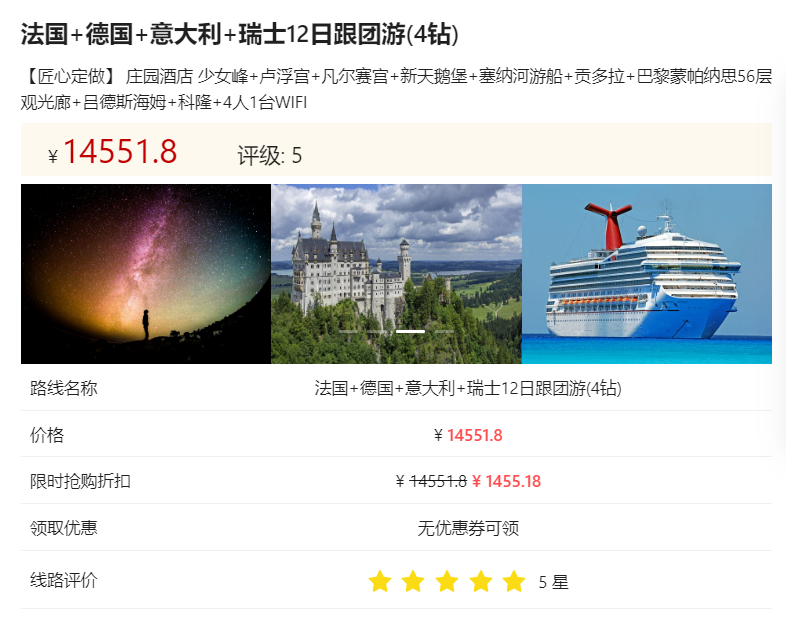 法国+德国+意大利+瑞士12日跟团游(4钻)
【匠心定做】 庄园酒店 少女峰+卢浮宫+凡尔赛宫+新天鹅堡+塞纳河游船+贡多拉+巴黎蒙帕纳思56层
观光廊+吕德斯海姆+科隆+4人1台WIFI
¥ 14551.8 评级: 5
路线名称 法国+德国+意大利+瑞士12日跟团游(4钻)
价格 ¥ 14551.8
限时抢购折扣 ¥ 14551.8 ¥ 1455.18
领取优惠 无优惠券可领
线路评价 5 星